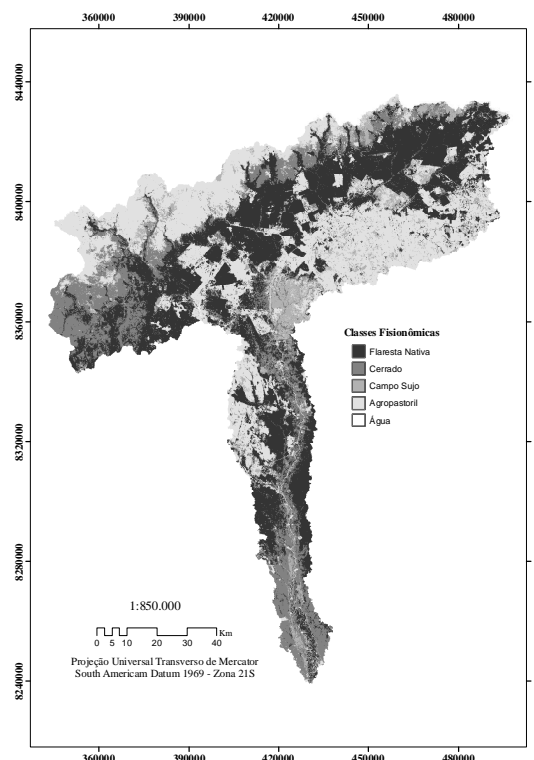 360000 390000 420000 450000 480000
8440000
8400000
8360000
8320000
8280000
8240000
Classes Fisionômicas
Flaresta Nativa
Cerrado
Campo Sujo
Agropastoril
Água
1:850.000
Km
0 5 10 20 30 40
Projeção Universal Transverso de Mercator
South Americam Datum 1969 - Zona 21S
360000 390000 420000 450000 480000